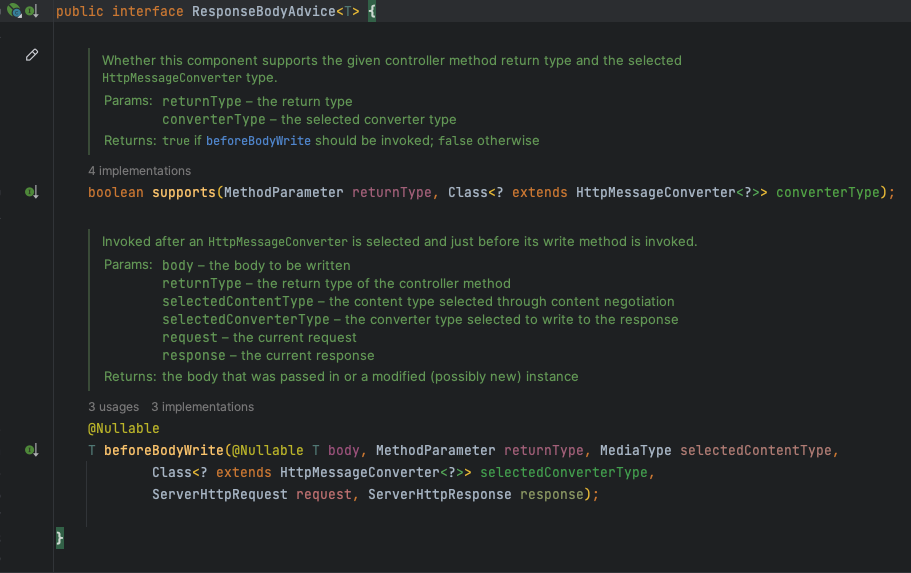 public interface ResponseBodyAdvice<T> {
Whether this component supports the given controller method return type and the selected
HttpMessageConverter type.
Params: returnType – the return type
converterType – the selected converter type
Returns: true if beforeBodyWrite should be invoked; false otherwise
4 implementations
boolean supports(MethodParameter returnType, Class<? extends HttpMessageConverter<?>> converterType);
Invoked after an HttpMessageConverter is selected and just before its write method is invoked.
Params: body – the body to be written
returnType – the return type of the controller method
selectedContentType – the content type selected through content negotiation
selectedConverterType – the converter type selected to write to the response
request – the current request
response – the current response
Returns: the body that was passed in or a modified (possibly new) instance
3 usages 3 implementations
@Nullable
T beforeBodyWrite(@Nullable T body, MethodParameter returnType, MediaType selectedContentType,
Class<? extends HttpMessageConverter<?>> selectedConverterType,
ServerHttpRequest request, ServerHttpResponse response);
}